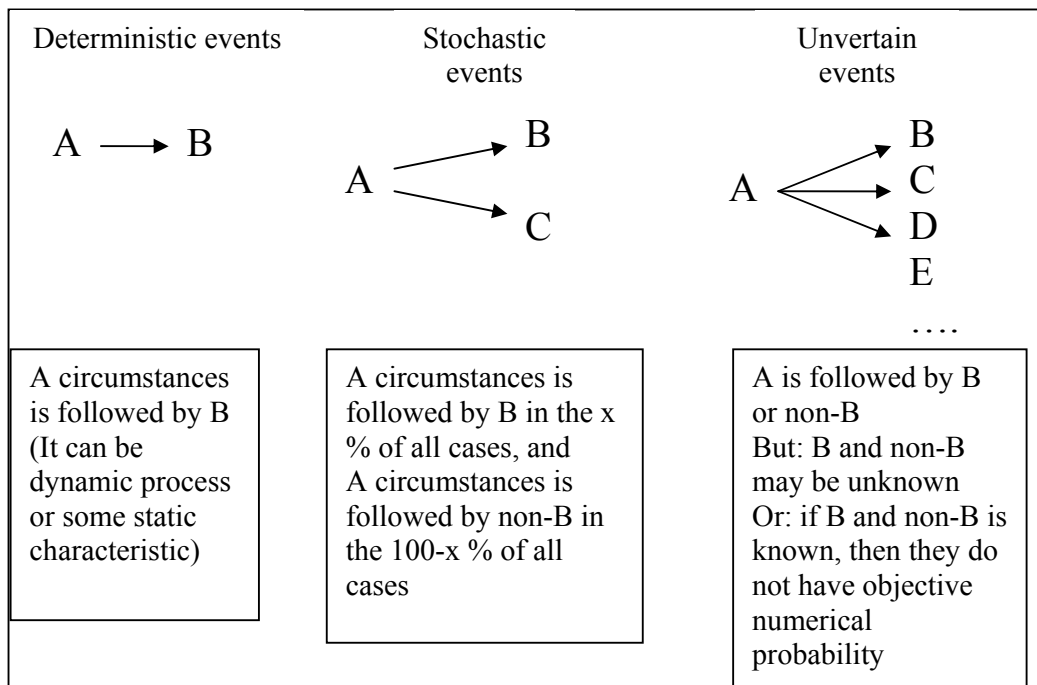 Deterministic events
A
B
A circumstances
is followed by B
(It can be
dynamic process
or some static
characteristic)
Stochastic
events
A
B
C
A circumstances is
followed by B in the x
% of all cases, and
A circumstances is
followed by non-B in
the 100-x % of all
cases
Unvertain
events
A
B
C
D
E
….
A is followed by B
or non-B
But: B and non-B
may be unknown
Or: if B and non-B is
known, then they do
not have objective
numerical
probability